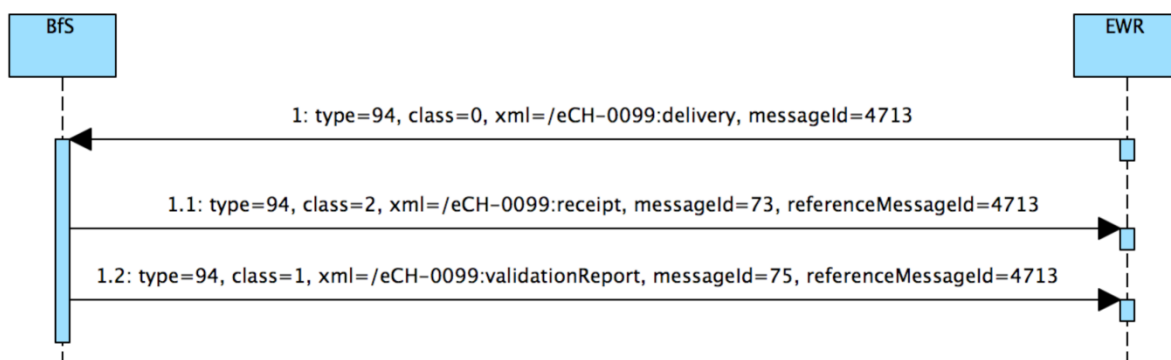 BfS
EWR
1: type=94, class=0, xml=/eCH-0099:delivery, messageId=4713
1.1: type=94, class=2, xml=/eCH-0099:receipt, messageId=73, referenceMessageId=4713
1.2: type=94, class=1, xml=/eCH-0099:validationReport, messageId=75, referenceMessageId=4713